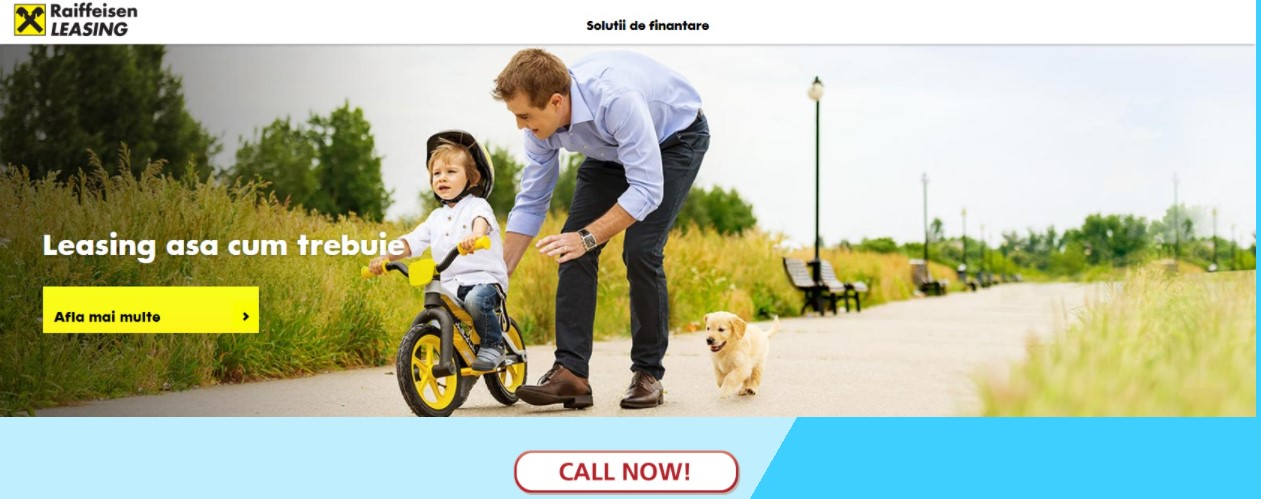 Raiffeisen
LEASING
Solutii de finantare
Leasing asa cum trebuie
Afla mai multe
CALL NOW!